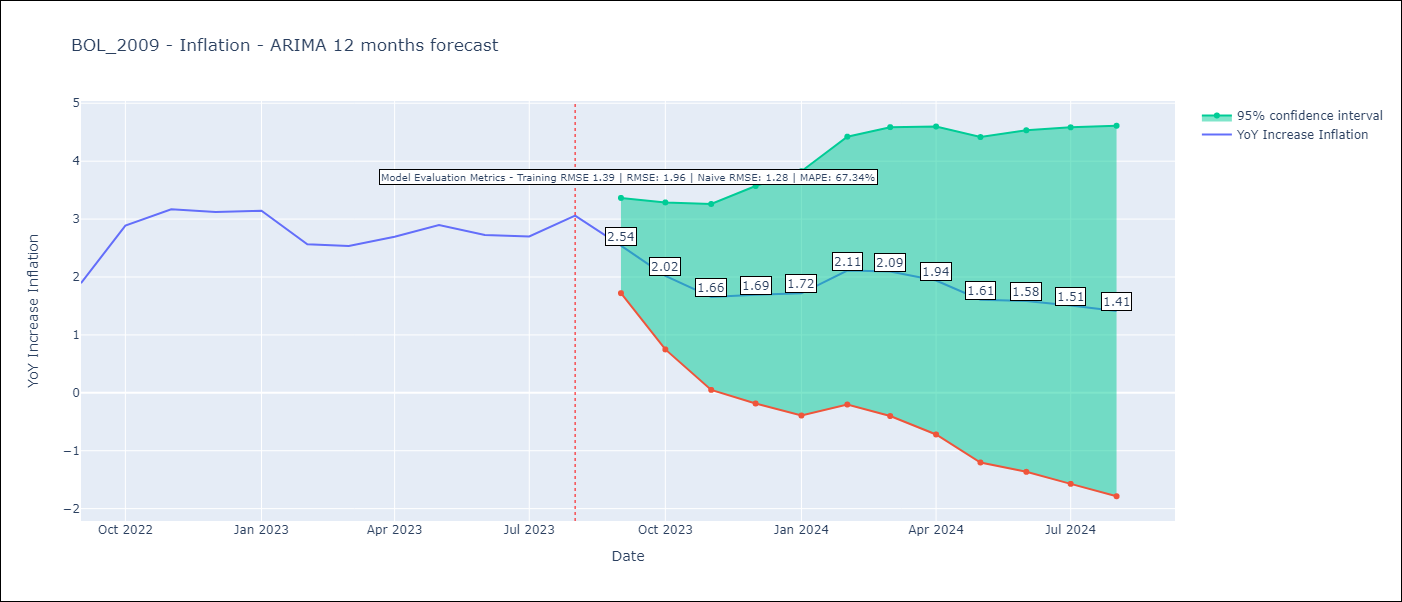 BOL_2009 - Inflation - ARIMA 12 months forecast
95% confidence interval
YoY Increase Inflation
Model Evaluation Metrics - Training RMSE 1.39 | RMSE: 1.96 | Naive RMSE: 1.28 | MAPE: 67.34%
5
4
3
2
1
0
−1
−2
YoY Increase Inflation
2.54
2.02
1.66
1.69
1.72
2.11
2.09
1.94
1.61
1.58
1.51
1.41
Oct 2022
Jan 2023
Apr 2023
Jul 2023
Oct 2023
Jan 2024
Apr 2024
Jul 2024
Date